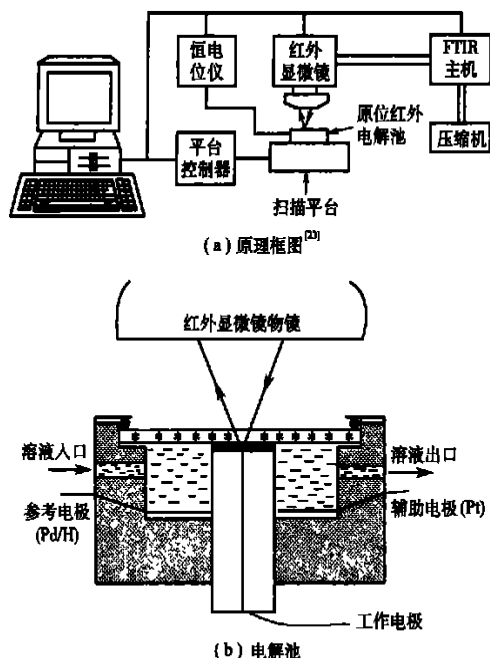 恒电
位仪
红外
显微镜
FTIR
主机
原位红外
电解池
压缩机
平台
控制器
扫描平台
(a)原理框图[23]
红外显微镜物镜
溶液入口
溶液出口
参考电极
(Pd/H)
辅助电极(Pt)
工作电极
(b)电解池